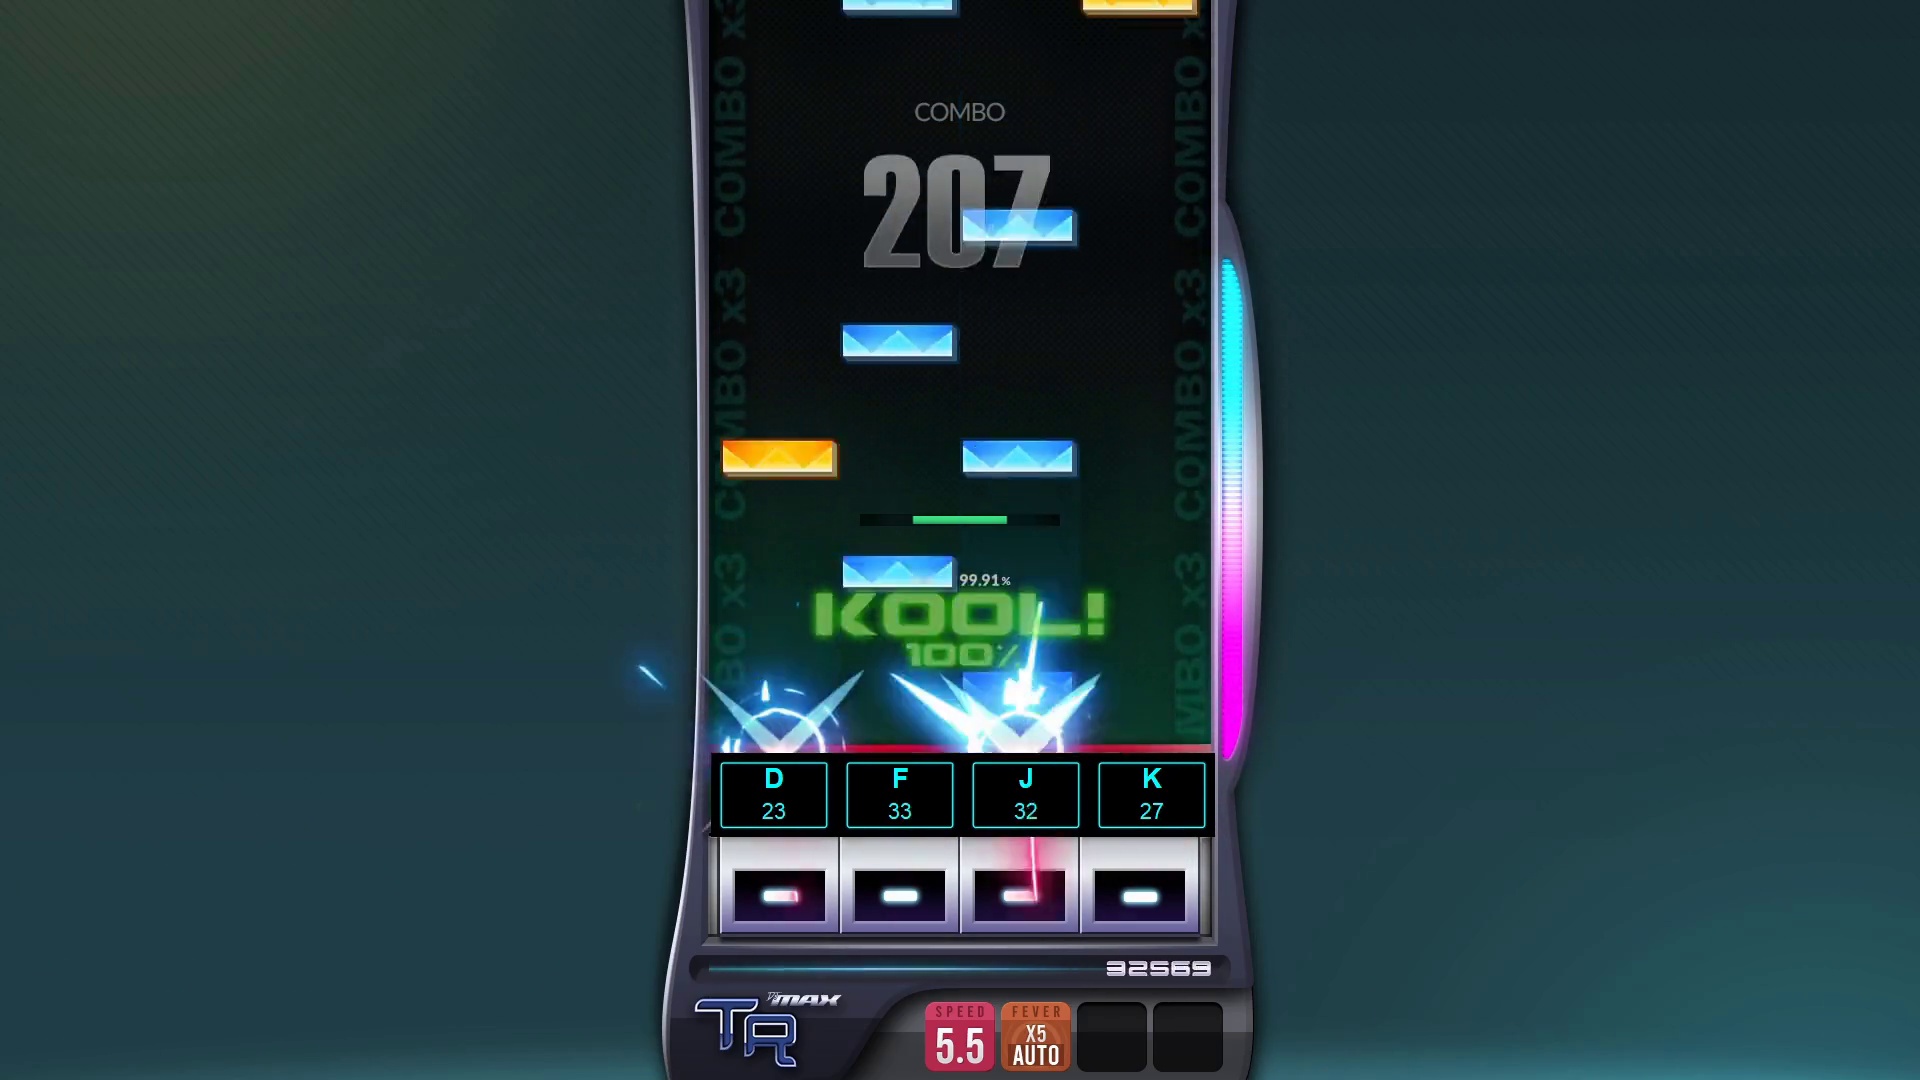 COMBO x3 COMBO x3 COMBO x3
COMBO
207
COMBO x3 COMBO x3 COMBO x3
99.91%
KOOL!
100%
D F J K
23 33 32 27
32569
MAX
TR
SPEED
5.5
FEVER
X5
AUTO